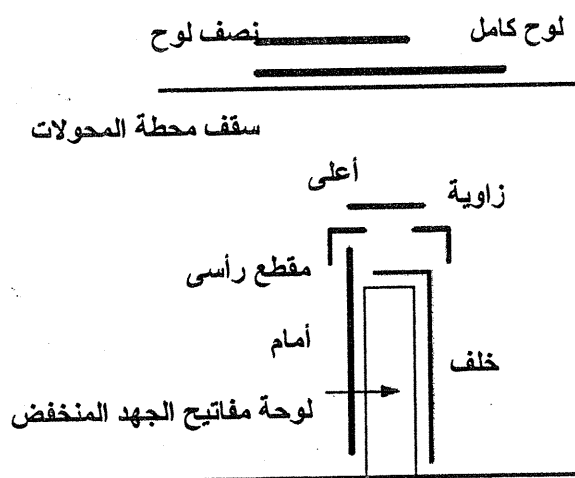 لوح كامل
نصف لوح
سقف محطة المحولات
أعلى
زاوية
مقطع رأسى
أمام
خلف
لوحة مفاتيح الجهد المنخفض